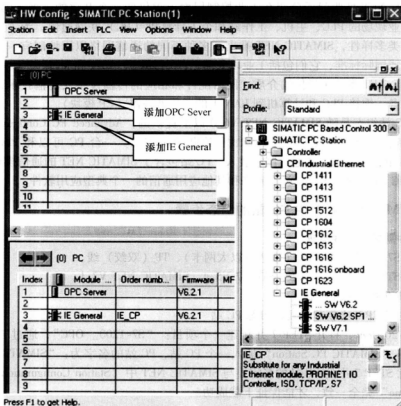 HW Config - SIMATIC PC Station(1)
Station Edit Insert PLC View Options Window Help
(0) PC
1 OPC Server
2
3 IE General
4
5
6
7
8
9
10
11
添加OPC Sever
添加IE General
Find:
Profile: Standard
SIMATIC PC Based Control 300
SIMATIC PC Station
Controller
CP Industrial Ethernet
CP 1411
CP 1413
CP 1511
CP 1512
CP 1604
CP 1612
CP 1613
CP 1616
CP 1616 onboard
CP 1623
IE General
... SW V6.2
SW V6.2 SP1 ...
SW V7.1
(0) PC
Index Module ... Order numb... Firmware MF
1 OPC Server V6.2.1
2
3 IE General IE_CP V6.2.1
4
5
6
7
8
9
IE_CP
Substitute for any Industrial
Ethernet module, PROFINET IO
Controller, ISO, TCP/IP, S7
Press F1 to get Help.